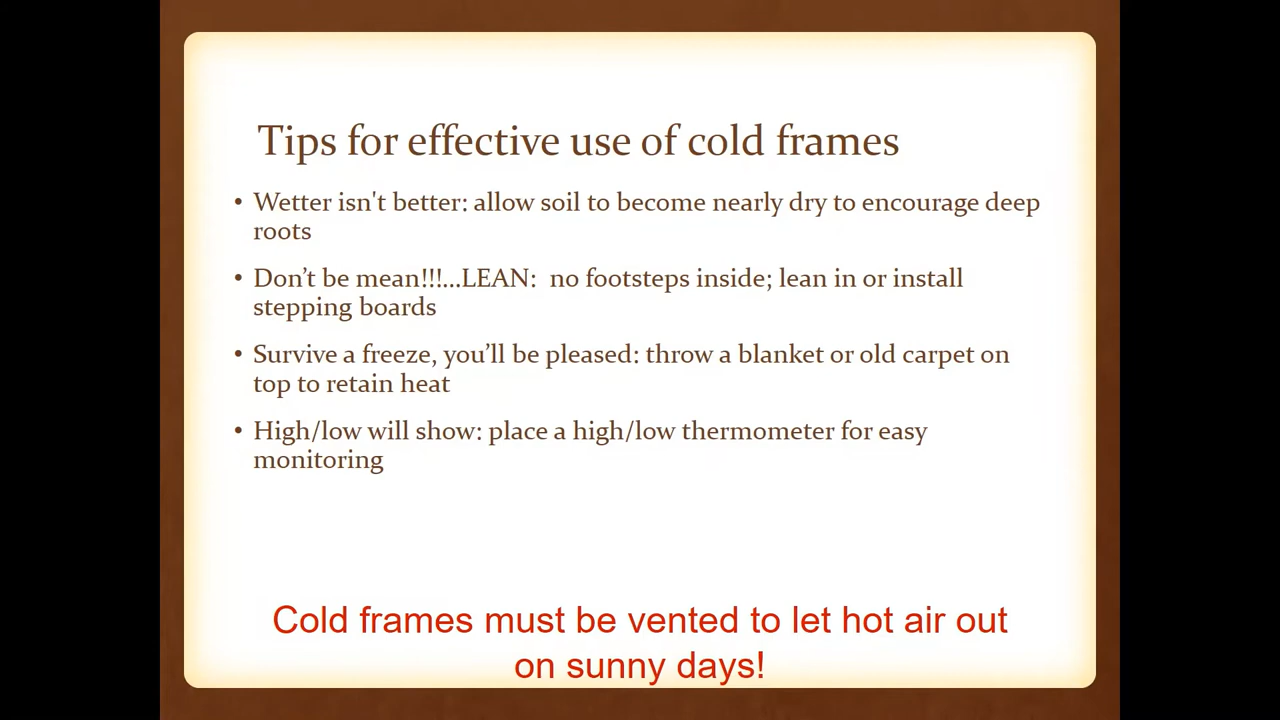 Tips for effective use of cold frames
• Wetter isn't better: allow soil to become nearly dry to encourage deep
roots
• Don’t be mean!!!...LEAN:  no footsteps inside; lean in or install
stepping boards
• Survive a freeze, you’ll be pleased: throw a blanket or old carpet on
top to retain heat
• High/low will show: place a high/low thermometer for easy
monitoring
Cold frames must be vented to let hot air out
on sunny days!